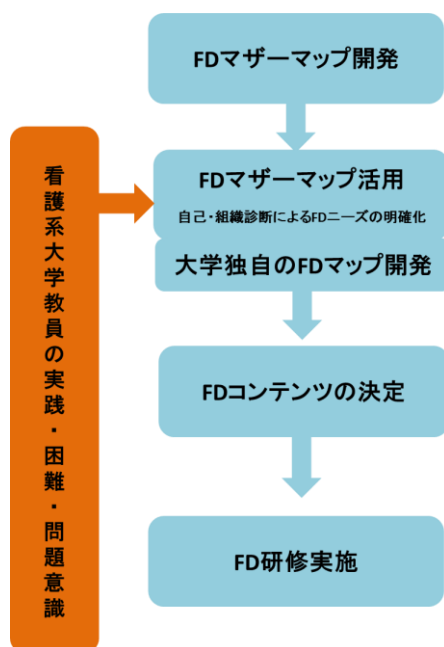 FDマザーマップ開発
看護系大学教員の実践・困難・問題意識
FDマザーマップ活用
自己・組織診断によるFDニーズの明確化
大学独自のFDマップ開発
FDコンテンツの決定
FD研修実施